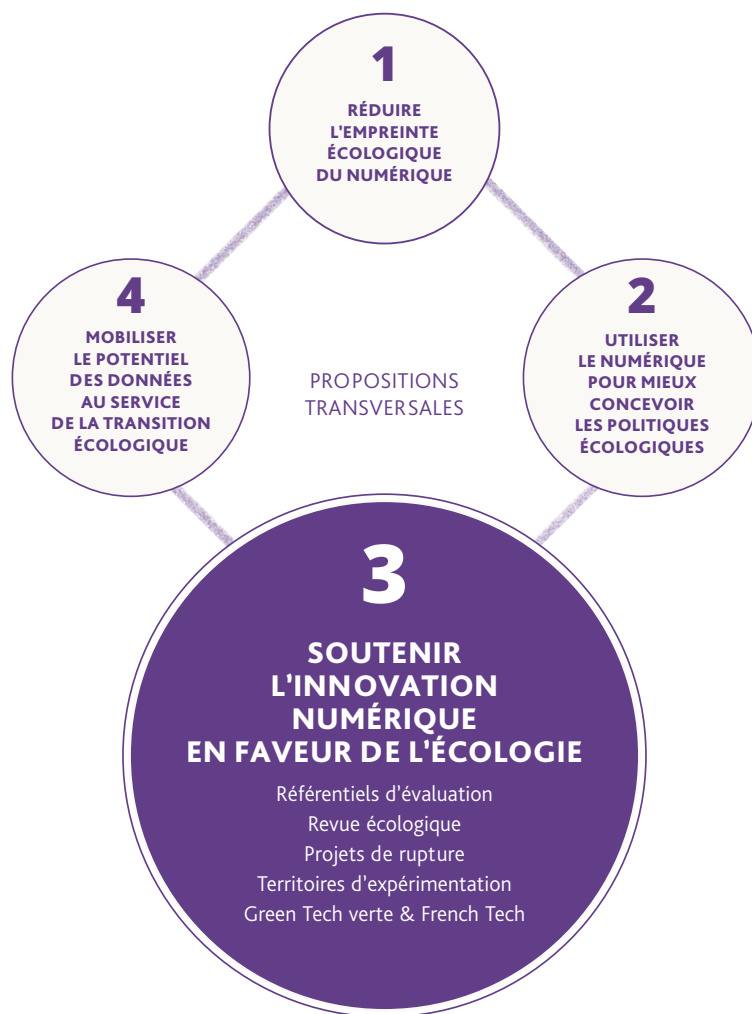 1
RÉDUIRE
L'EMPREINTE
ÉCOLOGIQUE
DU NUMÉRIQUE
4
MOBILISER
LE POTENTIEL
DES DONNÉES
AU SERVICE
DE LA TRANSITION
ÉCOLOGIQUE
PROPOSITIONS
TRANSVERSALES
2
UTILISER
LE NUMÉRIQUE
POUR MIEUX
CONCEVOIR
LES POLITIQUES
ÉCOLOGIQUES
3
SOUTENIR
L'INNOVATION
NUMÉRIQUE
EN FAVEUR DE L'ÉCOLOGIE
Référentiels d'évaluation
Revue écologique
Projets de rupture
Territoires d'expérimentation
Green Tech verte & French Tech